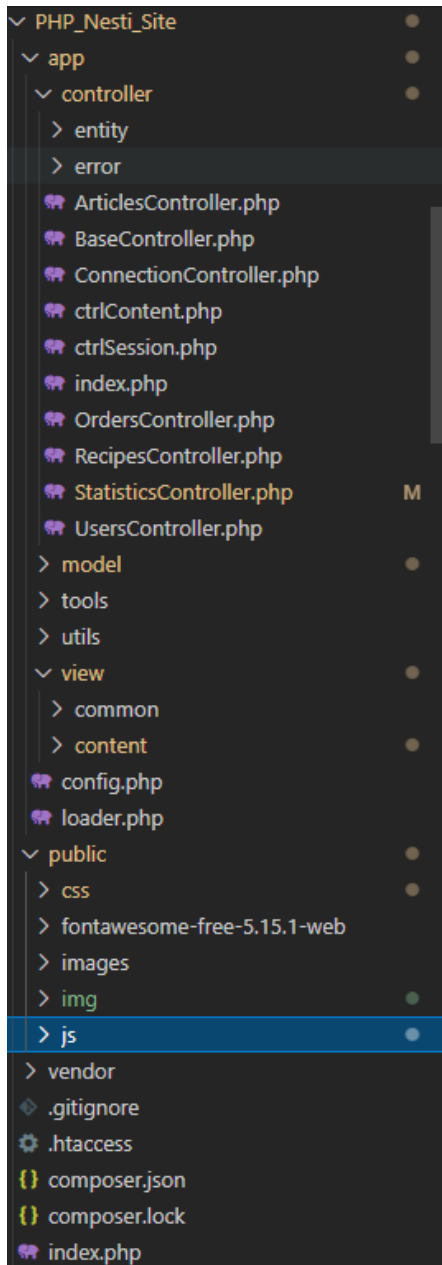 PHP_Nesti_Site
app
controller
entity
error
ArticlesController.php
BaseController.php
ConnectionController.php
ctrlContent.php
ctrlSession.php
index.php
OrdersController.php
RecipesController.php
StatisticsController.php M
UsersController.php
model
tools
utils
view
common
content
config.php
loader.php
public
css
fontawesome-free-5.15.1-web
images
img
js
vendor
.gitignore
.htaccess
{} composer.json
{} composer.lock
index.php